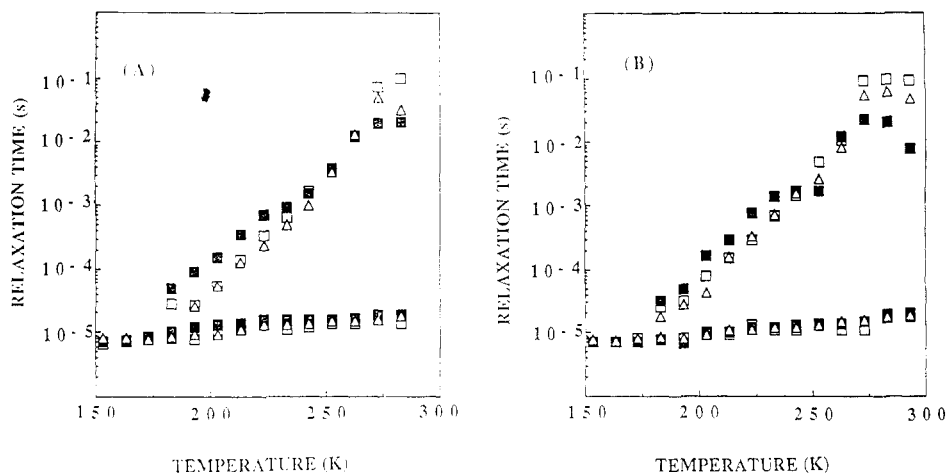 (A)
RELAXATION TIME (s)
10-1
10-2
10-3
10-4
10-5
150 200 250 300
TEMPERATURE (K)
(B)
RELAXATION TIME (s)
10-1
10-2
10-3
10-4
10-5
150 200 250 300
TEMPERATURE (K)